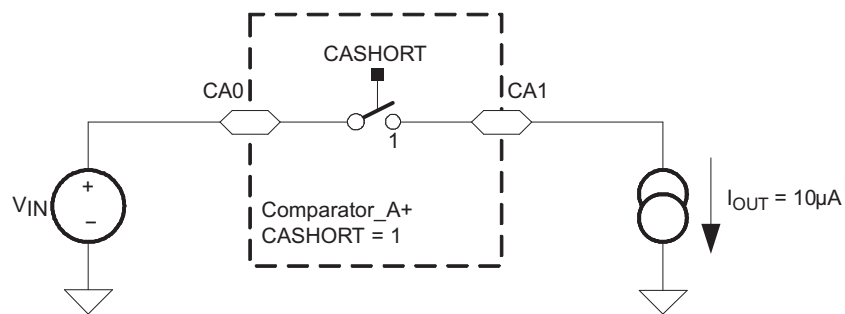 CASHORT
CA0
CA1
1
VIN
+
−
Comparator_A+
CASHORT = 1
IOUT = 10µA